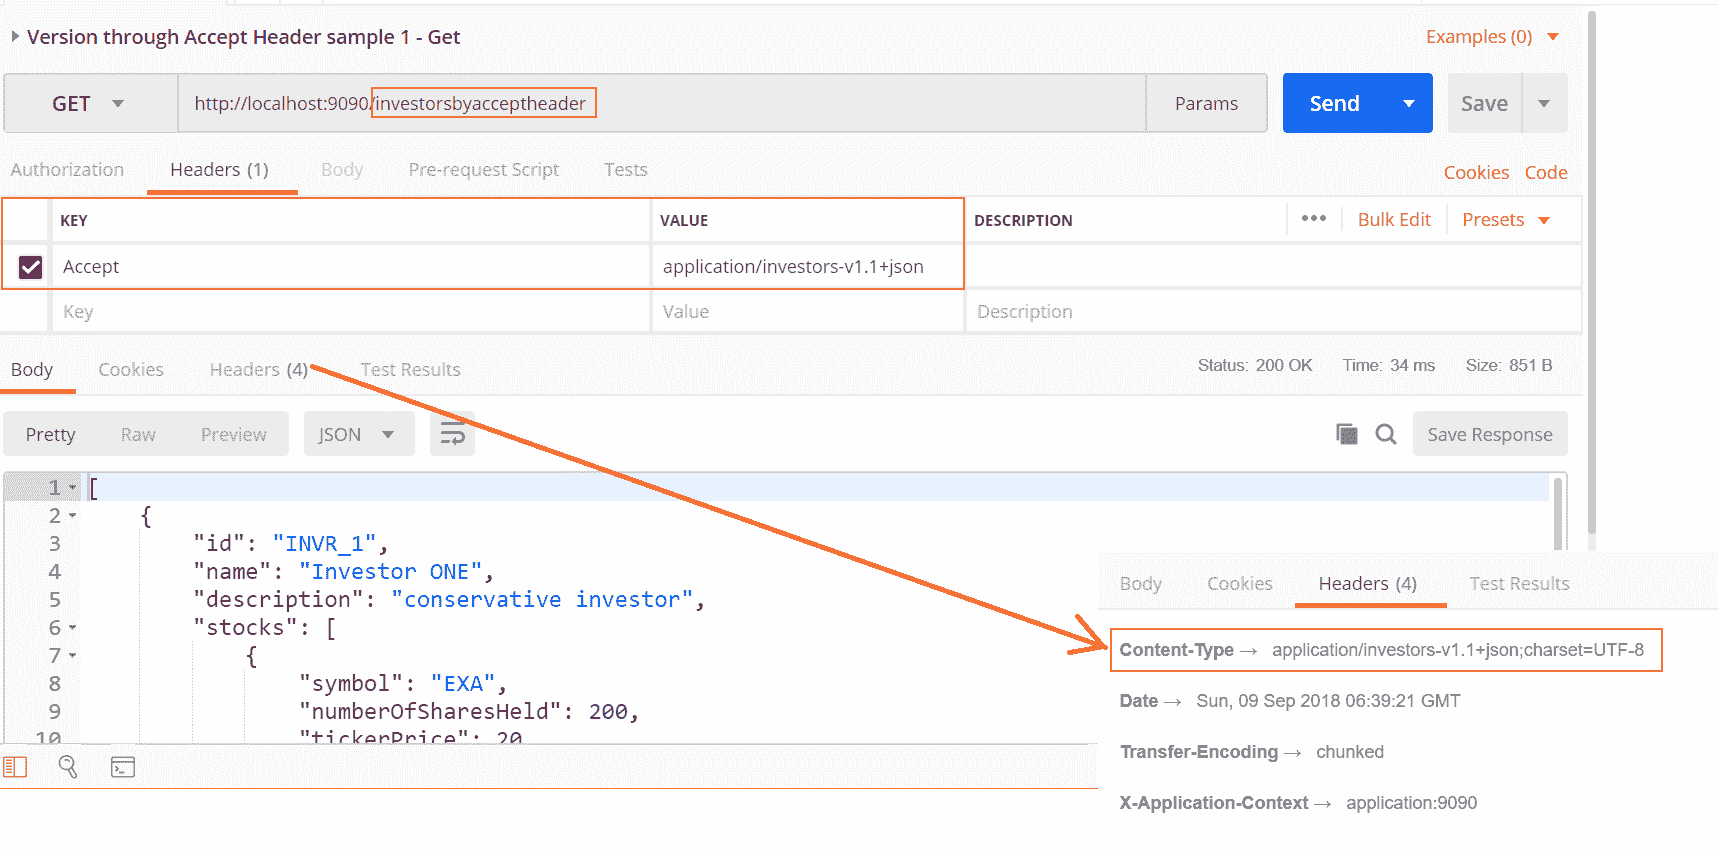 Version through Accept Header sample 1 - Get
Examples (0)
GET
http://localhost:9090/investorsbyacceptheader
Params
Send
Save
Authorization
Headers (1)
Body
Pre-request Script
Tests
Cookies
Code
KEY
VALUE
DESCRIPTION
•••
Bulk Edit
Presets
Accept
application/investors-v1.1+json
Key
Value
Description
Body
Cookies
Headers (4)
Test Results
Status: 200 OK
Time: 34 ms
Size: 851 B
Pretty
Raw
Preview
JSON
Save Response
1 [
2 {
3 "id": "INVR_1",
4 "name": "Investor ONE",
5 "description": "conservative investor",
6 "stocks": [
7 {
8 "symbol": "EXA",
9 "numberOfSharesHeld": 200,
10 "tickerPrice": 20
Body
Cookies
Headers (4)
Test Results
Content-Type → application/investors-v1.1+json;charset=UTF-8
Date → Sun, 09 Sep 2018 06:39:21 GMT
Transfer-Encoding → chunked
X-Application-Context → application:9090